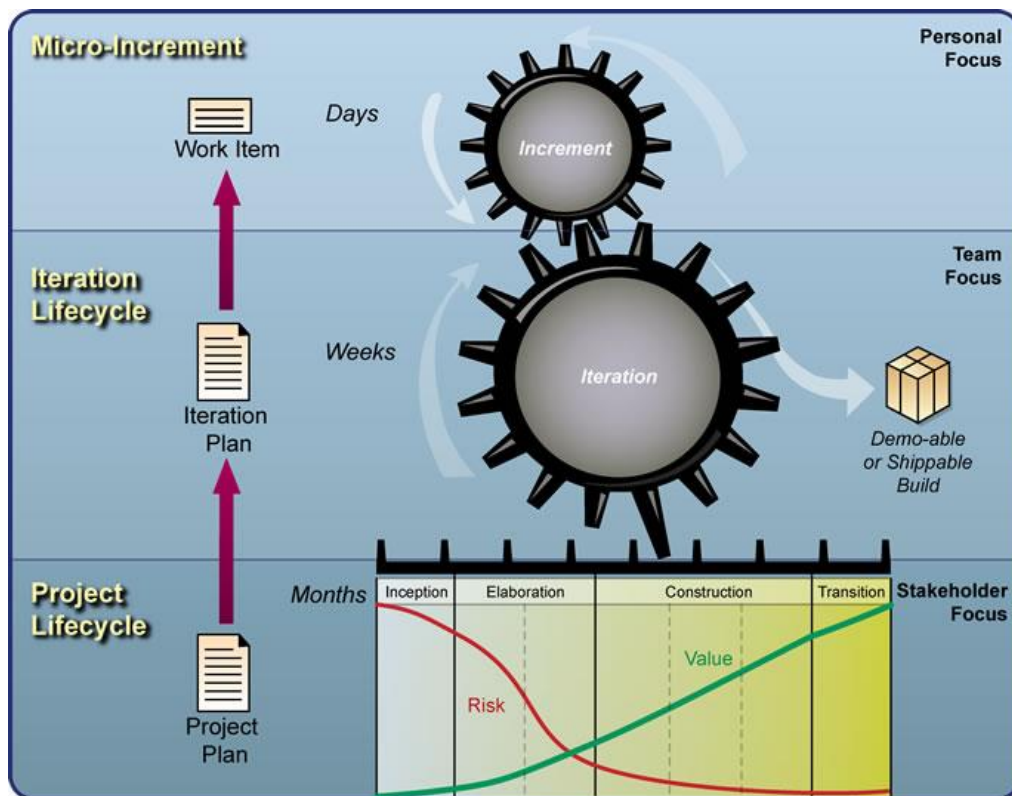 Micro-Increment
Personal
Focus
Days
Work Item
Increment
Iteration
Lifecycle
Team
Focus
Weeks
Iteration
Iteration
Plan
Demo-able
or Shippable
Build
Project
Lifecycle
Months
Inception
Elaboration
Construction
Transition
Stakeholder
Focus
Value
Risk
Project
Plan